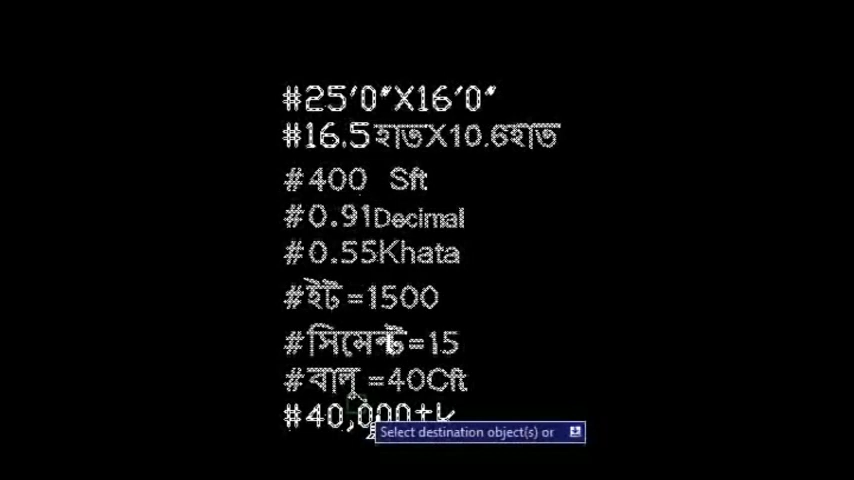 #25'0"X16'0"
#16.5হাতX10.6হাত
#400 Sft
#0.91Decimal
#0.55Khata
#ইট=1500
#সিমেন্ট=15
#বালু=40Cft
#40,000tk
Select destination object(s) or